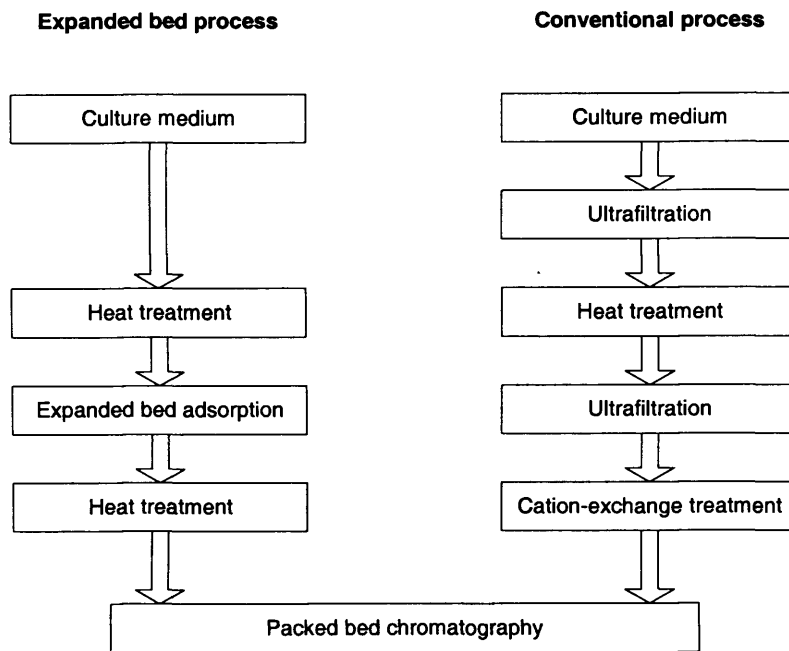 Expanded bed process
Conventional process
Culture medium
Culture medium
Ultrafiltration
Heat treatment
Heat treatment
Expanded bed adsorption
Ultrafiltration
Heat treatment
Cation-exchange treatment
Packed bed chromatography